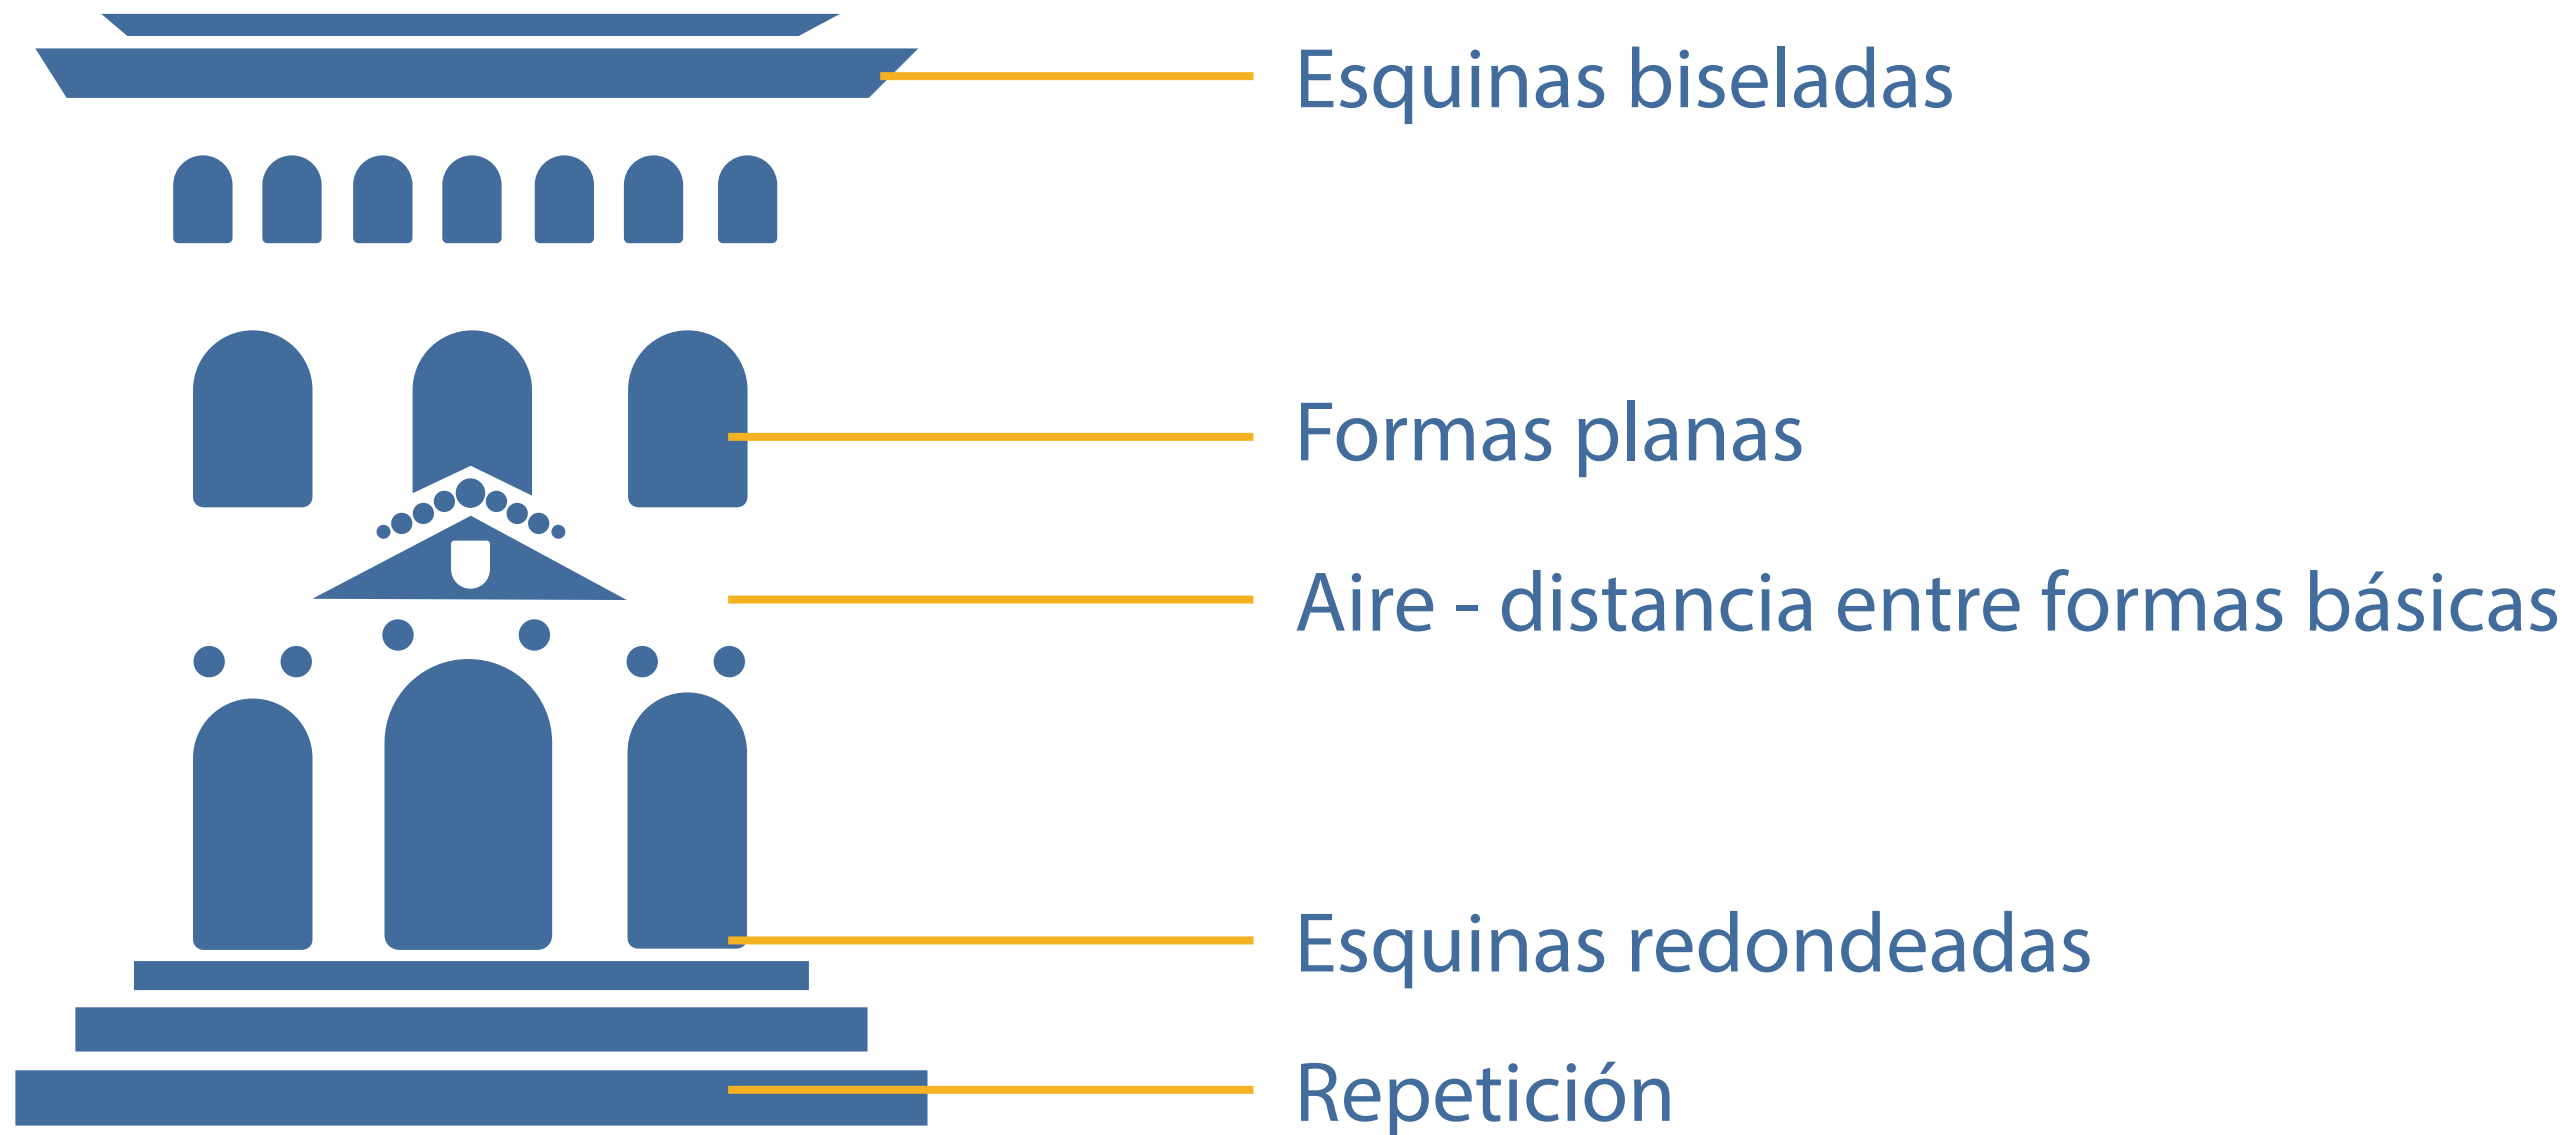 Esquinas biseladas
Formas planas
Aire - distancia entre formas básicas
Esquinas redondeadas
Repetición